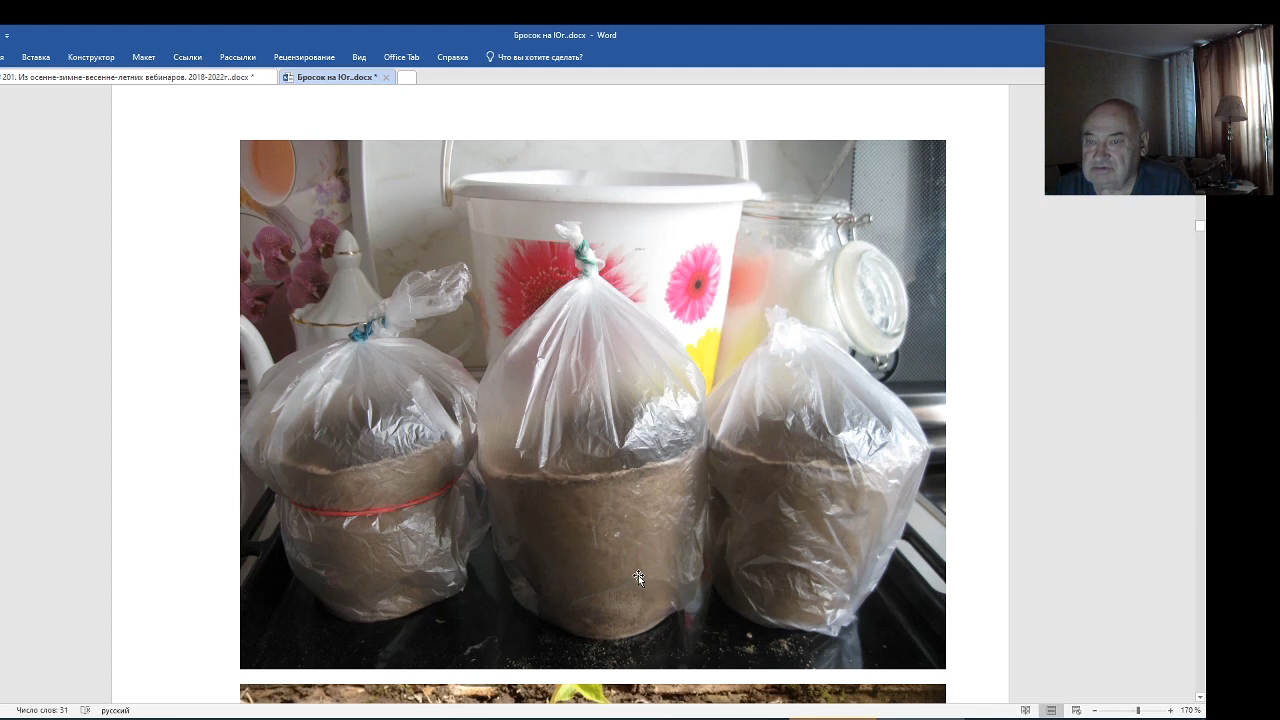 Бросок на Юг..docx - Word
я Вставка Конструктор Макет Ссылки Рассылки Рецензирование Вид Office Tab Справка Что вы хотите сделать?
201. Из осенне-зимне-весенне-летних вебинаров. 2018-2022г..docx *
Бросок на Юг..docx *
Число слов: 31 русский 170 %